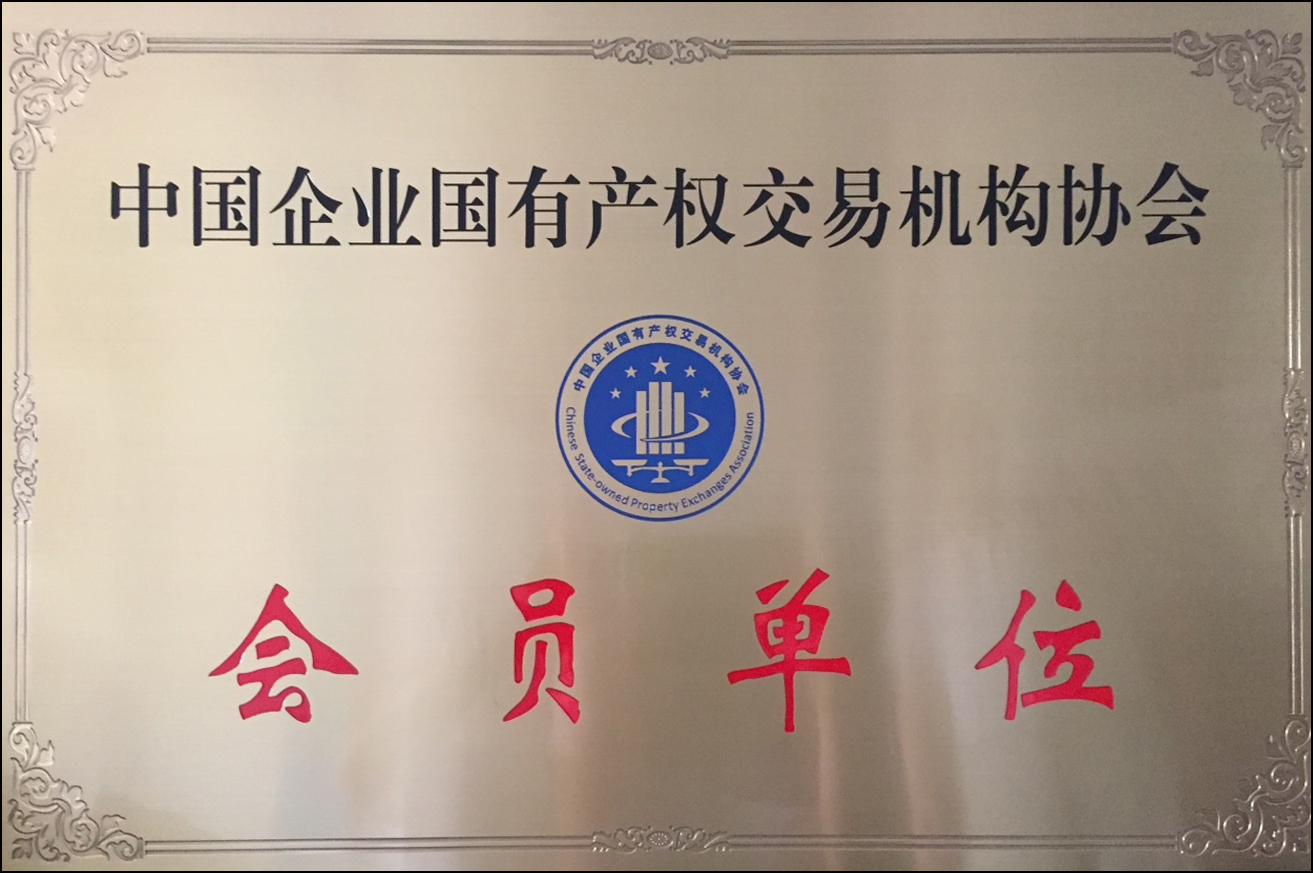 中国企业国有产权交易机构协会
中国企业国有产权交易机构协会
Chinese State-owned Property Exchanges Association
会员单位